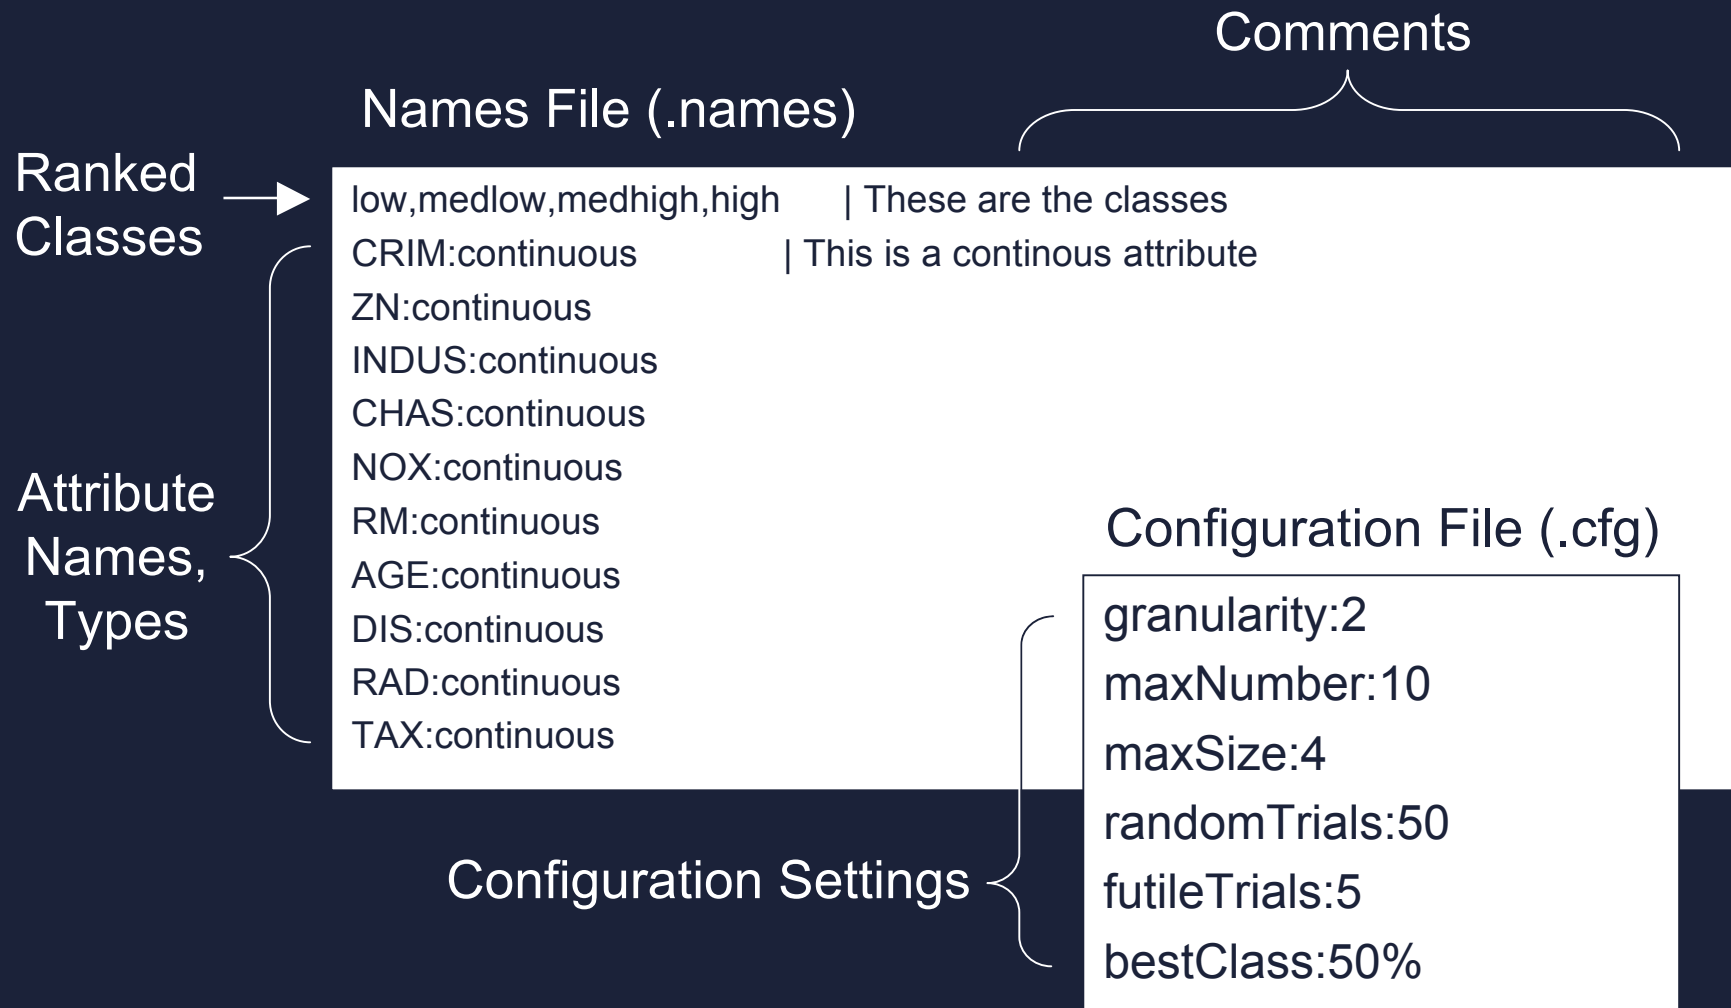 Comments
Names File (.names)
Ranked
Classes
low,medlow,medhigh,high | These are the classes
CRIM:continuous | This is a continous attribute
ZN:continuous
INDUS:continuous
CHAS:continuous
NOX:continuous
RM:continuous
AGE:continuous
DIS:continuous
RAD:continuous
TAX:continuous
Attribute
Names,
Types
Configuration File (.cfg)
granularity:2
maxNumber:10
maxSize:4
randomTrials:50
futileTrials:5
bestClass:50%
Configuration Settings